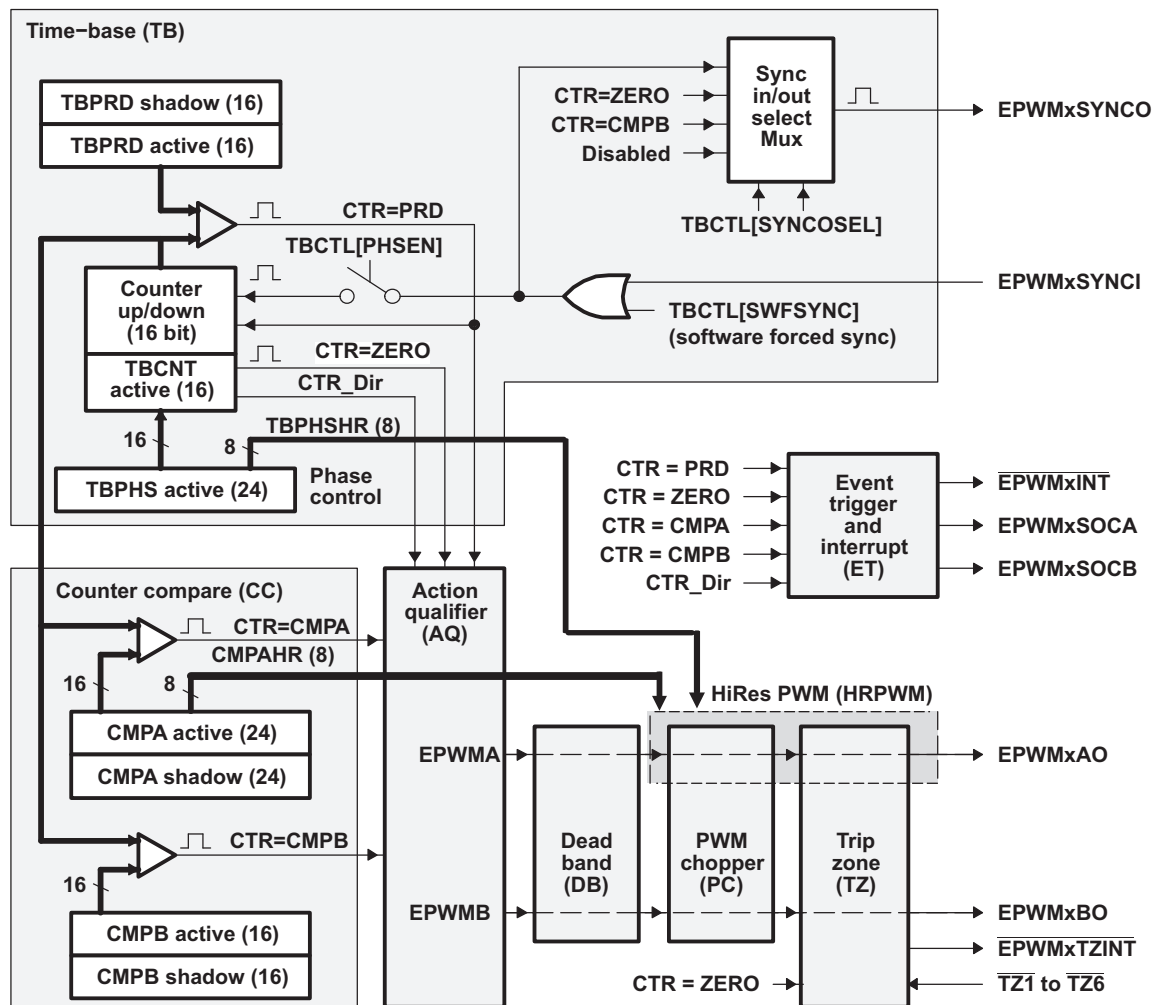 Time−base (TB)
TBPRD shadow (16)
TBPRD active (16)
CTR=PRD
TBCTL[PHSEN]
Counter
up/down
(16 bit)
TBCNT
active (16)
CTR=ZERO
CTR_Dir
16
8
TBPHSHR (8)
TBPHS active (24)
Phase
control
CTR=ZERO
CTR=CMPB
Disabled
Sync
in/out
select
Mux
TBCTL[SYNCOSEL]
EPWMxSYNCO
EPWMxSYNCI
TBCTL[SWFSYNC]
(software forced sync)
CTR = PRD
CTR = ZERO
CTR = CMPA
CTR = CMPB
CTR_Dir
Event
trigger
and
interrupt
(ET)
EPWMxINT
EPWMxSOCA
EPWMxSOCB
Counter compare (CC)
CTR=CMPA
CMPAHR (8)
16
8
CMPA active (24)
CMPA shadow (24)
CTR=CMPB
16
CMPB active (16)
CMPB shadow (16)
Action
qualifier
(AQ)
EPWMA
EPWMB
HiRes PWM (HRPWM)
Dead
band
(DB)
PWM
chopper
(PC)
Trip
zone
(TZ)
CTR = ZERO
EPWMxAO
EPWMxBO
EPWMxTZINT
TZ1 to TZ6